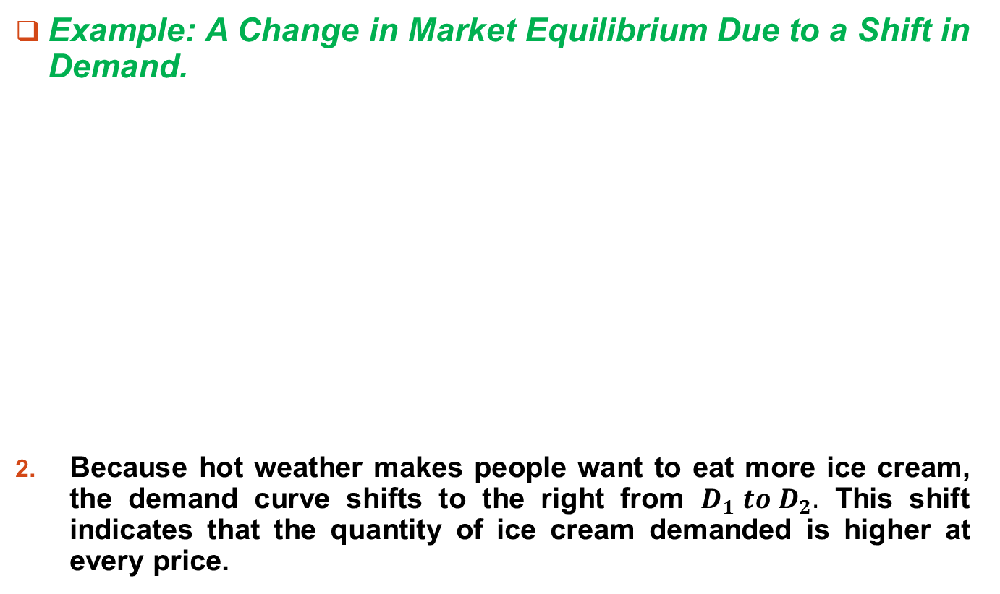 ❑ Example: A Change in Market Equilibrium Due to a Shift in
Demand.
2. Because hot weather makes people want to eat more ice cream,
the demand curve shifts to the right from D₁ to D₂. This shift
indicates that the quantity of ice cream demanded is higher at
every price.